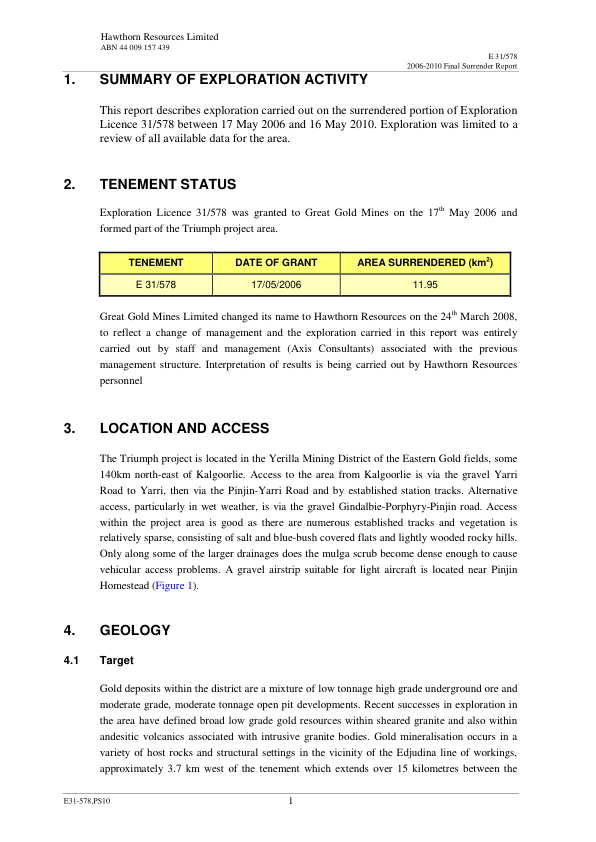 Hawthorn Resources Limited
ABN 44 009 157 439
E 31/578
2006-2010 Final Surrender Report
1. SUMMARY OF EXPLORATION ACTIVITY
This report describes exploration carried out on the surrendered portion of Exploration
Licence 31/578 between 17 May 2006 and 16 May 2010. Exploration was limited to a
review of all available data for the area.
2. TENEMENT STATUS
Exploration Licence 31/578 was granted to Great Gold Mines on the 17th May 2006 and
formed part of the Triumph project area.
TENEMENT DATE OF GRANT AREA SURRENDERED (km2)
E 31/578 17/05/2006 11.95
Great Gold Mines Limited changed its name to Hawthorn Resources on the 24th March 2008,
to reflect a change of management and the exploration carried in this report was entirely
carried out by staff and management (Axis Consultants) associated with the previous
management structure. Interpretation of results is being carried out by Hawthorn Resources
personnel
3. LOCATION AND ACCESS
The Triumph project is located in the Yerilla Mining District of the Eastern Gold fields, some
140km north-east of Kalgoorlie. Access to the area from Kalgoorlie is via the gravel Yarri
Road to Yarri, then via the Pinjin-Yarri Road and by established station tracks. Alternative
access, particularly in wet weather, is via the gravel Gindalbie-Porphyry-Pinjin road. Access
within the project area is good as there are numerous established tracks and vegetation is
relatively sparse, consisting of salt and blue-bush covered flats and lightly wooded rocky hills.
Only along some of the larger drainages does the mulga scrub become dense enough to cause
vehicular access problems. A gravel airstrip suitable for light aircraft is located near Pinjin
Homestead (Figure 1).
4. GEOLOGY
4.1 Target
Gold deposits within the district are a mixture of low tonnage high grade underground ore and
moderate grade, moderate tonnage open pit developments. Recent successes in exploration in
the area have defined broad low grade gold resources within sheared granite and also within
andesitic volcanics associated with intrusive granite bodies. Gold mineralisation occurs in a
variety of host rocks and structural settings in the vicinity of the Edjudina line of workings,
approximately 3.7 km west of the tenement which extends over 15 kilometres between the
E31-578,PS10 1